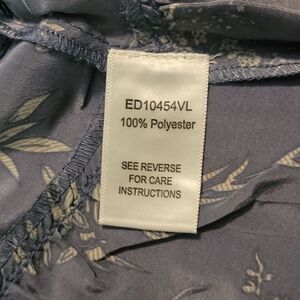 ED10454VL
100% Polyester
SEE REVERSE
FOR CARE
INSTRUCTIONS